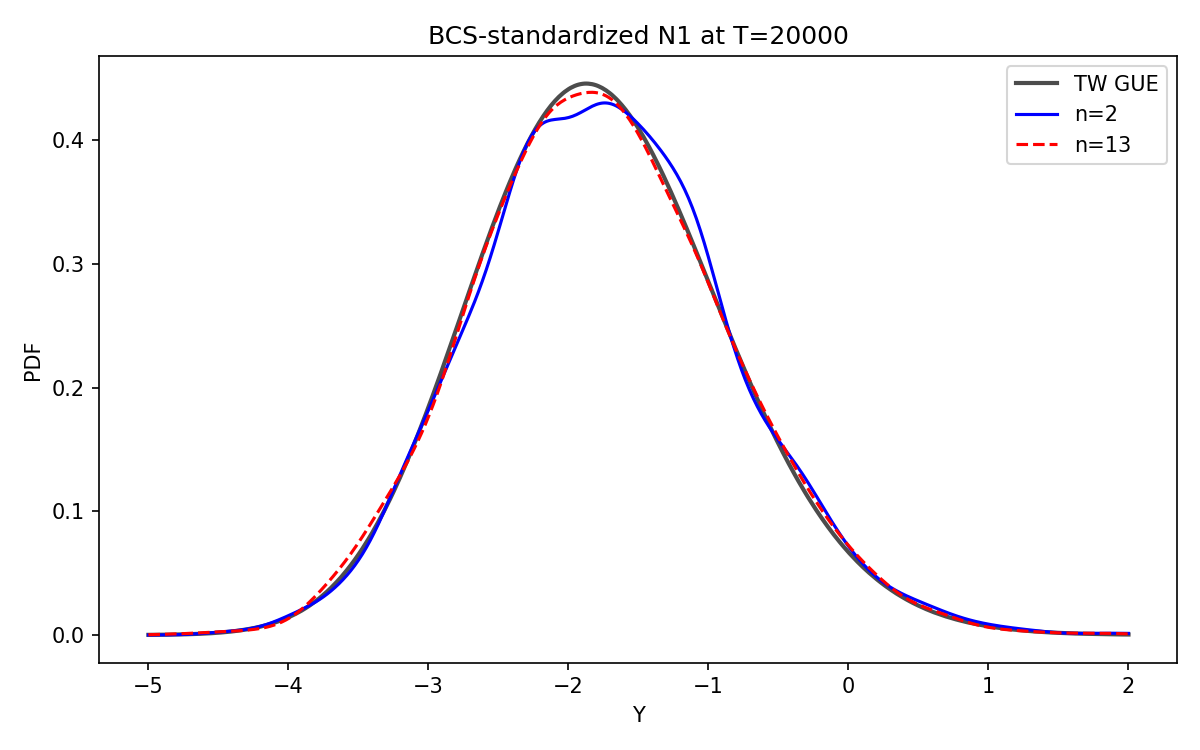 BCS-standardized N1 at T=20000
TW GUE
n=2
n=13
PDF
0.4
0.3
0.2
0.1
0.0
−5 −4 −3 −2 −1 0 1 2
Y